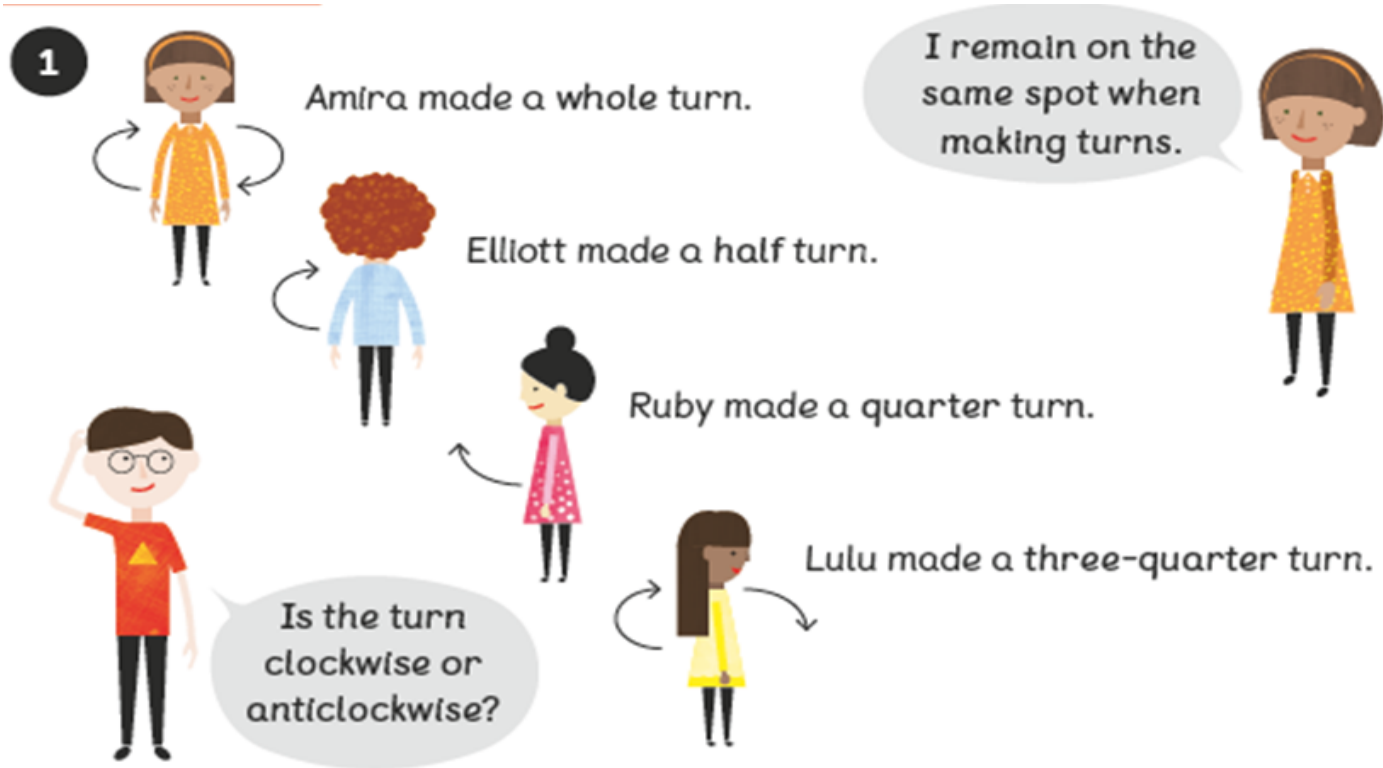 1
Amira made a whole turn.
I remain on the
same spot when
making turns.
Elliott made a half turn.
Ruby made a quarter turn.
Lulu made a three-quarter turn.
Is the turn
clockwise or
anticlockwise?